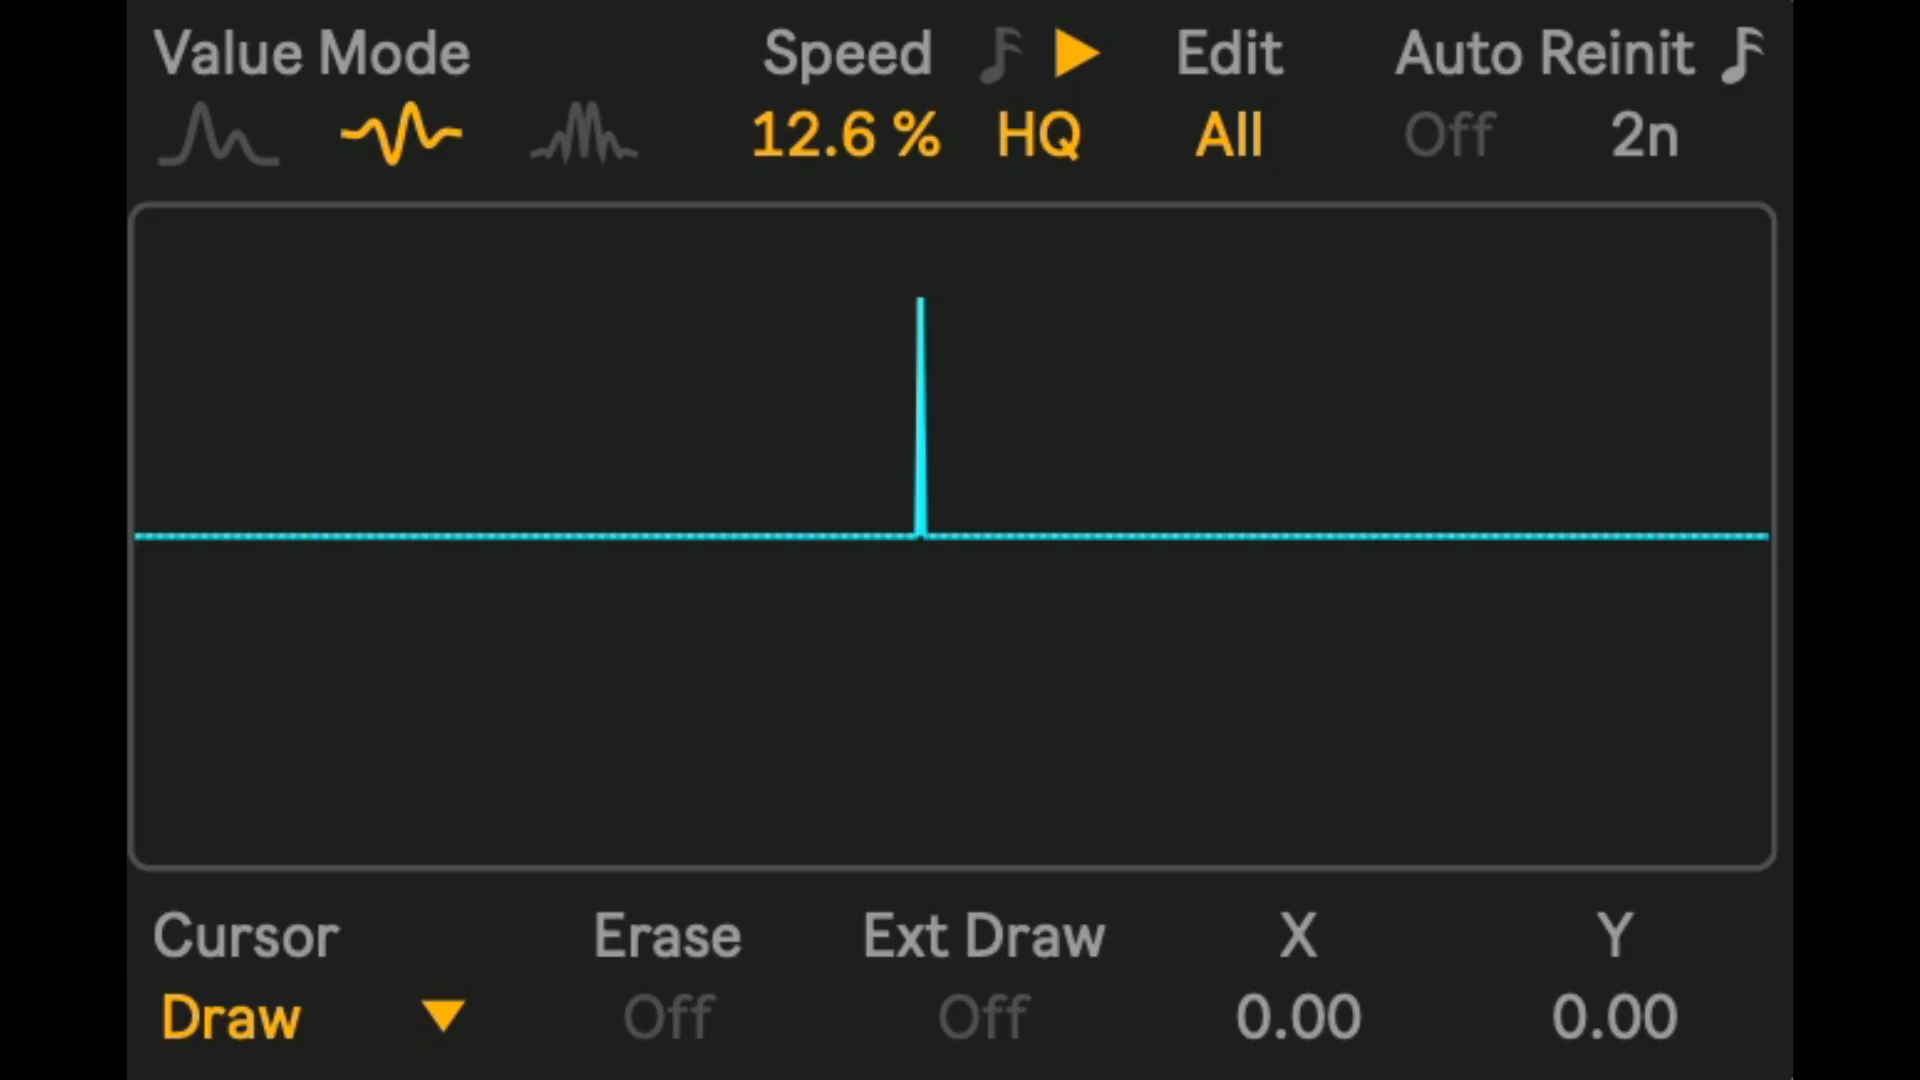 Value Mode Speed Edit Auto Reinit
12.6 % HQ All Off 2n
Cursor Erase Ext Draw X Y
Draw Off Off 0.00 0.00